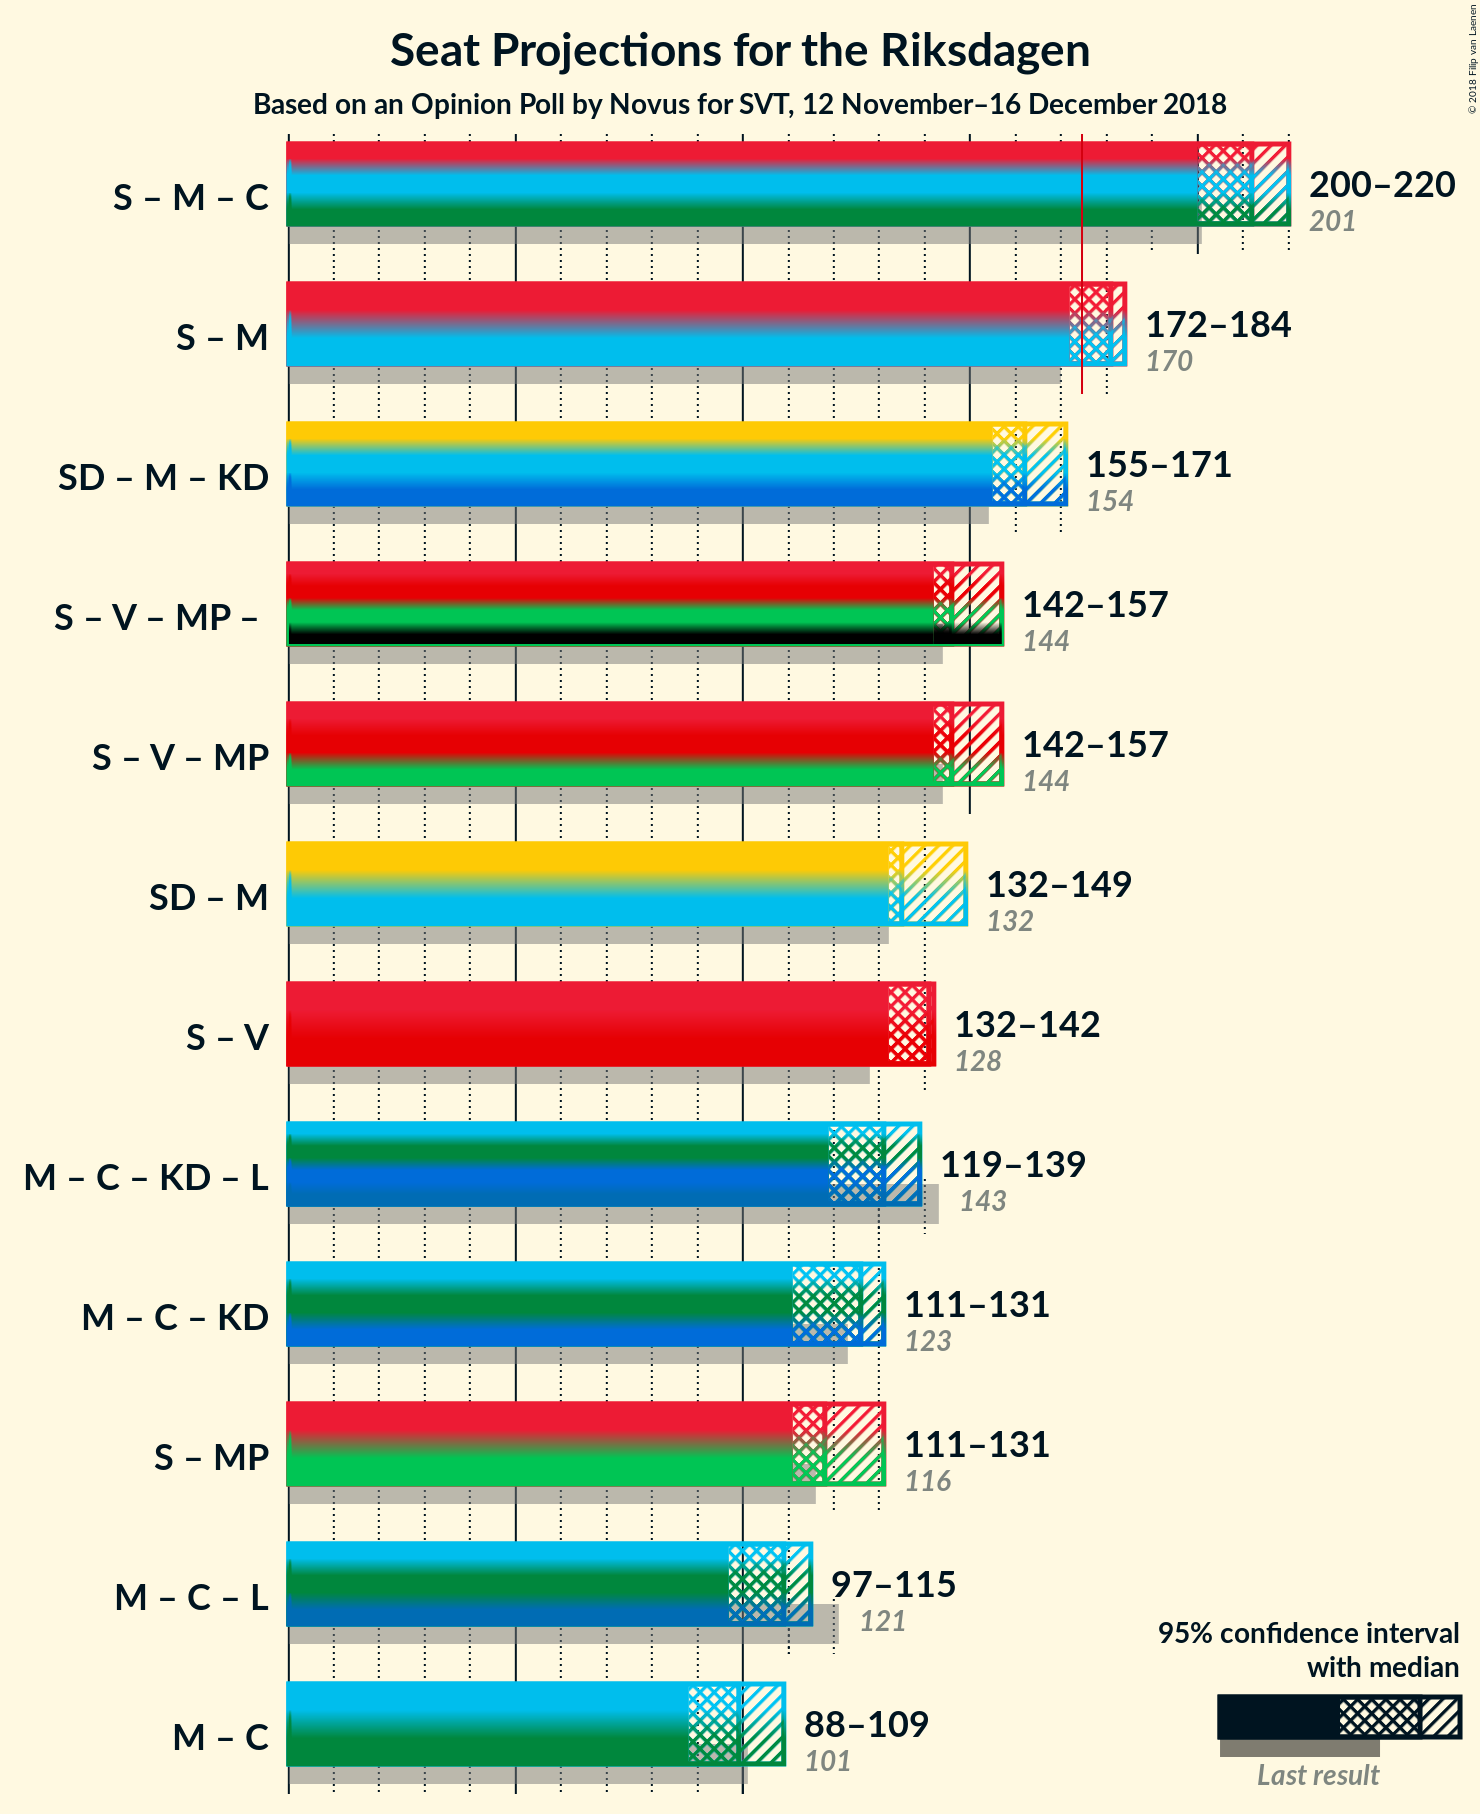 Seat Projections for the Riksdagen
Based on an Opinion Poll by Novus for SVT, 12 November–16 December 2018
© 2018 Filip van Laenen
S – M – C
200–220
201
S – M
172–184
170
SD – M – KD
155–171
154
S – V – MP –
142–157
144
S – V – MP
142–157
144
SD – M
132–149
132
S – V
132–142
128
M – C – KD – L
119–139
143
M – C – KD
111–131
123
S – MP
111–131
116
M – C – L
97–115
121
M – C
88–109
101
95% confidence interval
with median
Last result